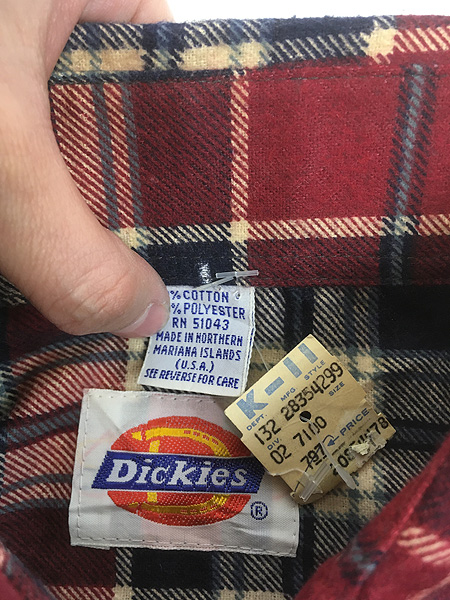 % COTTON
% POLYESTER
RN 51043
MADE IN NORTHERN
MARIANA ISLANDS
(U.S.A.)
SEE REVERSE FOR CARE
Dickies ®
K-11
DEPT. MFG STYLE
132 28354299
DIV. SIZE
02 7100
PRICE